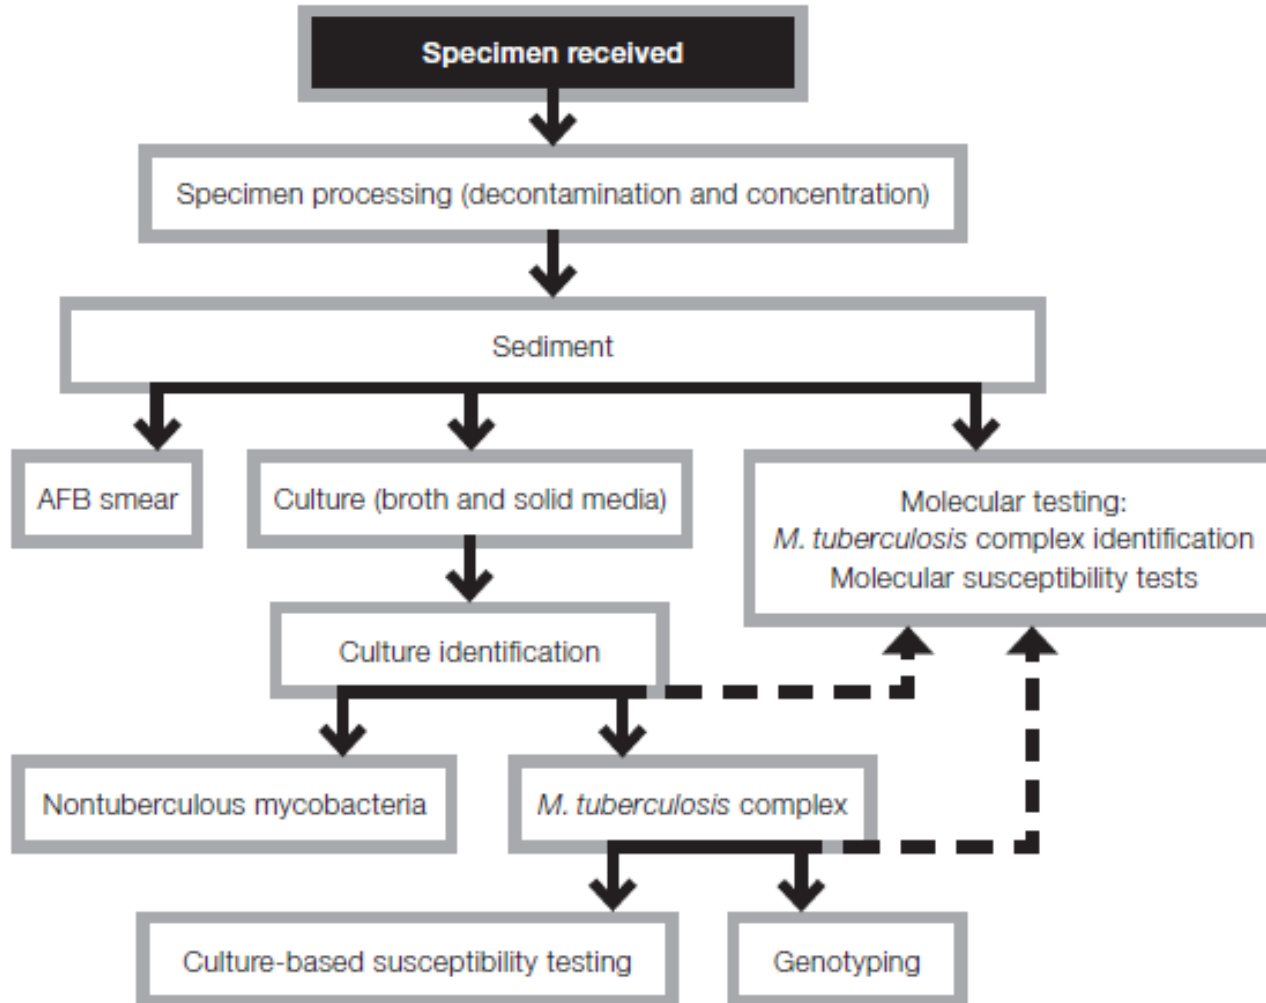 Specimen received
Specimen processing (decontamination and concentration)
Sediment
AFB smear
Culture (broth and solid media)
Molecular testing:
M. tuberculosis complex identification
Molecular susceptibility tests
Culture identification
Nontuberculous mycobacteria
M. tuberculosis complex
Culture-based susceptibility testing
Genotyping